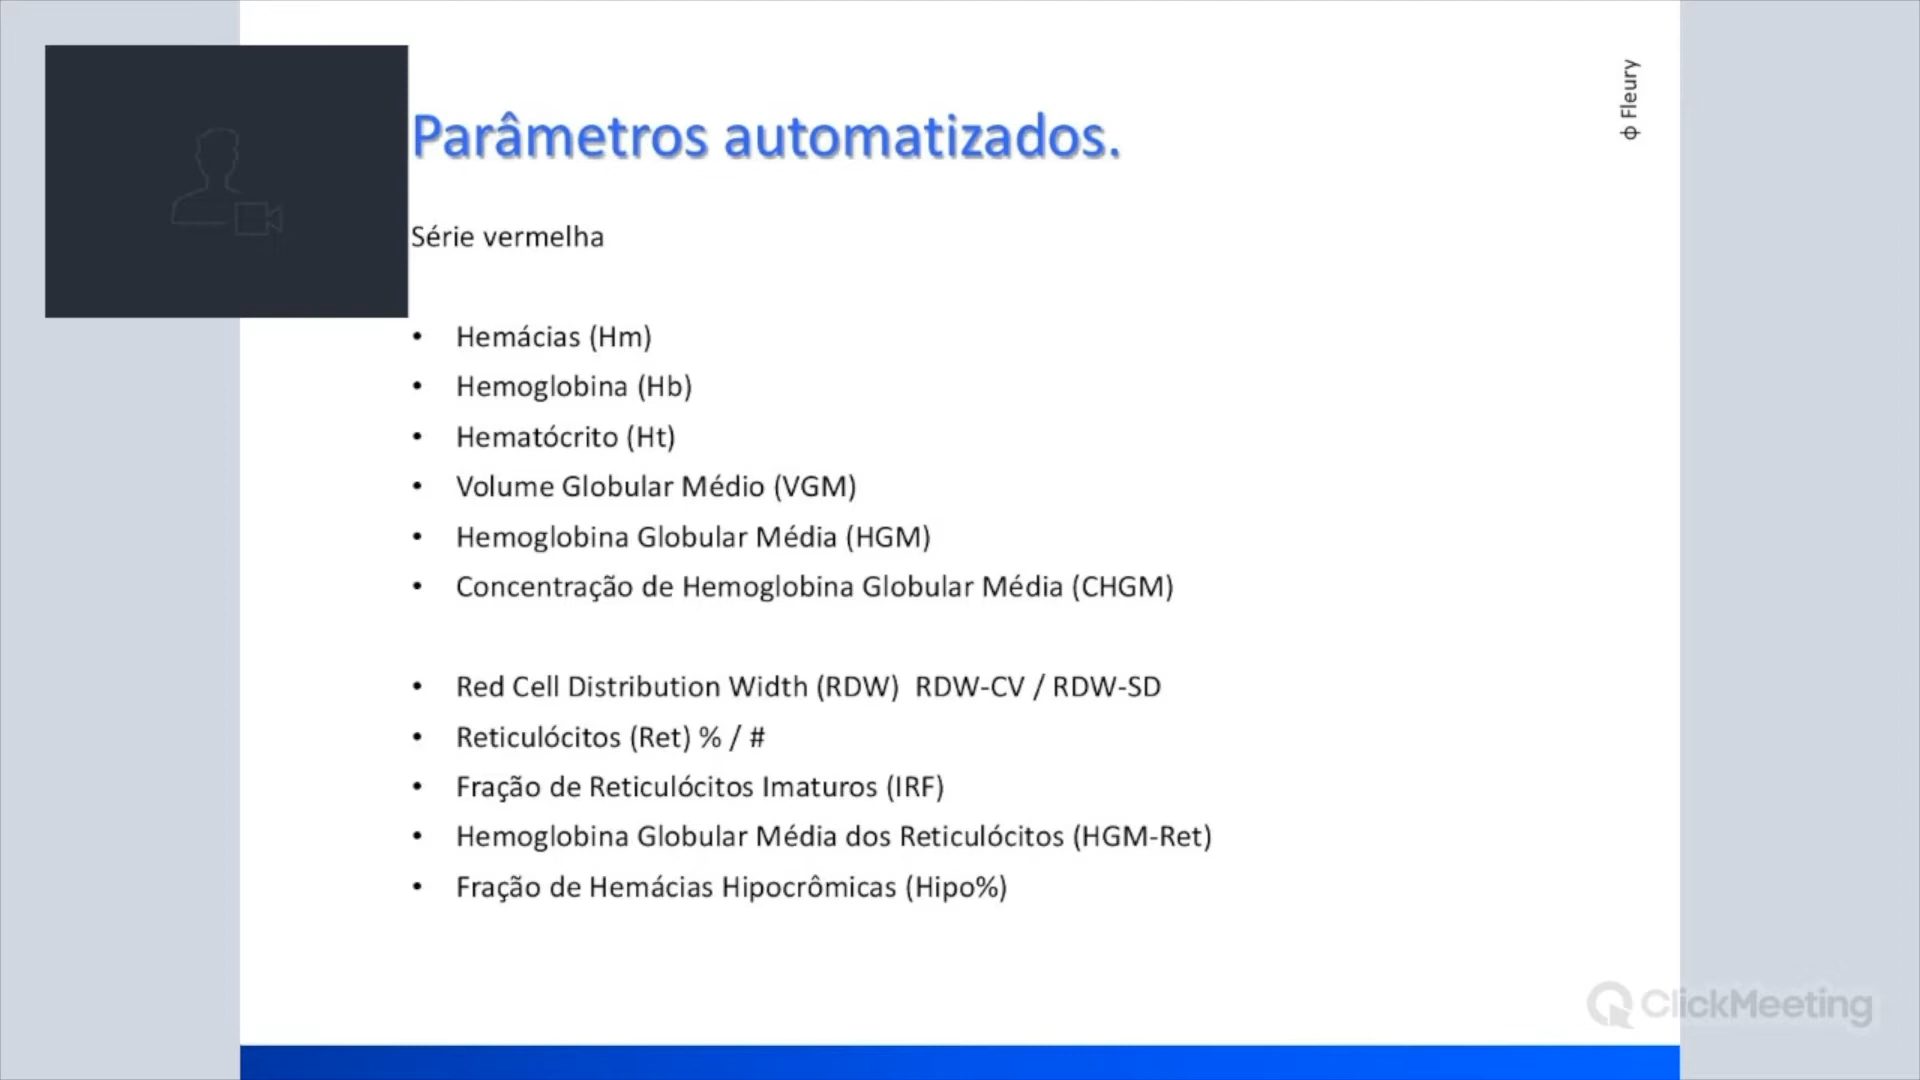 ф Fleury
Parâmetros automatizados.
Série vermelha
• Hemácias (Hm)
• Hemoglobina (Hb)
• Hematócrito (Ht)
• Volume Globular Médio (VGM)
• Hemoglobina Globular Média (HGM)
• Concentração de Hemoglobina Globular Média (CHGM)
• Red Cell Distribution Width (RDW) RDW-CV / RDW-SD
• Reticulócitos (Ret) % / #
• Fração de Reticulócitos Imaturos (IRF)
• Hemoglobina Globular Média dos Reticulócitos (HGM-Ret)
• Fração de Hemácias Hipocrômicas (Hipo%)
ClickMeeting